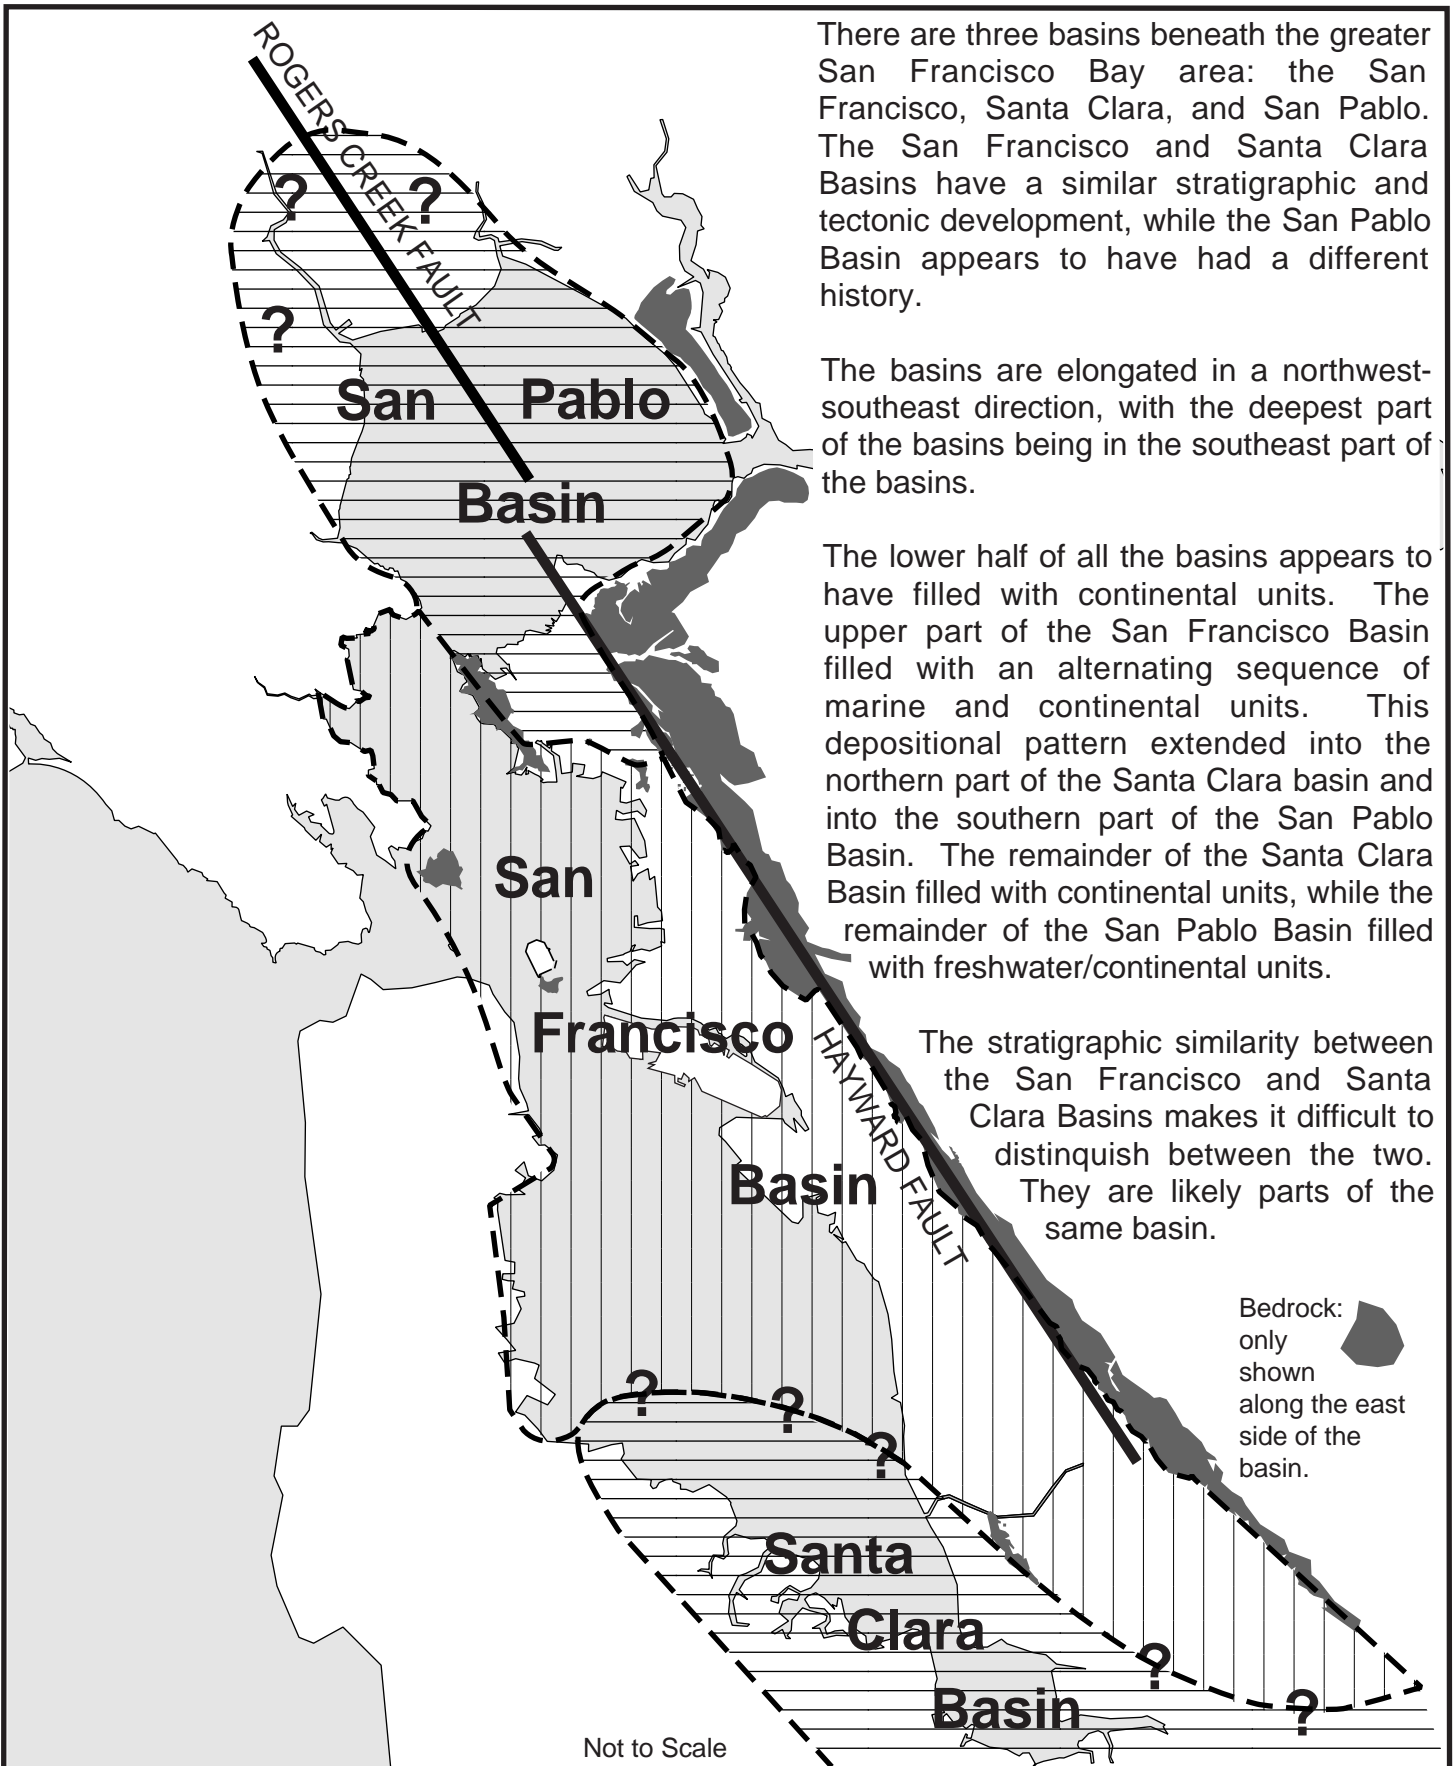 ROGERS CREEK FAULT
There are three basins beneath the greater
San Francisco Bay area: the San
Francisco, Santa Clara, and San Pablo.
The San Francisco and Santa Clara
Basins have a similar stratigraphic and
tectonic development, while the San Pablo
Basin appears to have had a different
history.
The basins are elongated in a northwest-
southeast direction, with the deepest part
of the basins being in the southeast part of
the basins.
The lower half of all the basins appears to
have filled with continental units. The
upper part of the San Francisco Basin
filled with an alternating sequence of
marine and continental units. This
depositional pattern extended into the
northern part of the Santa Clara basin and
into the southern part of the San Pablo
Basin. The remainder of the Santa Clara
Basin filled with continental units, while the
remainder of the San Pablo Basin filled
with freshwater/continental units.
The stratigraphic similarity between
the San Francisco and Santa
Clara Basins makes it difficult to
distinquish between the two.
They are likely parts of the
same basin.
? ?
?
San Pablo
Basin
San
Francisco
Basin
HAYWARD FAULT
Bedrock:
only
shown
along the east
side of the
basin.
? ? ?
Santa
Clara
Basin
? ?
Not to Scale